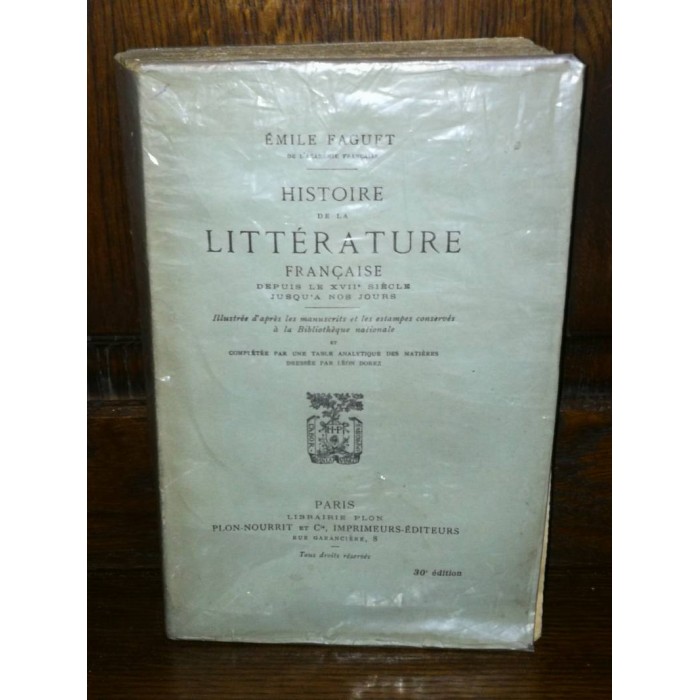 ÉMILE FAGUET
DE L'ACADÉMIE FRANÇAISE
HISTOIRE
DE LA
LITTÉRATURE
FRANÇAISE
DEPUIS LE XVIIe SIÈCLE
JUSQU'A NOS JOURS
Illustrée d'après les manuscrits et les estampes conservés
à la Bibliothèque nationale
ET
COMPLÉTÉE PAR UNE TABLE ANALYTIQUE DES MATIÈRES
DRESSÉE PAR LÉON DOREZ
PARIS
LIBRAIRIE PLON
PLON-NOURRIT ET Cie, IMPRIMEURS-ÉDITEURS
RUE GARANCIÈRE, 8
Tous droits réservés
30e édition